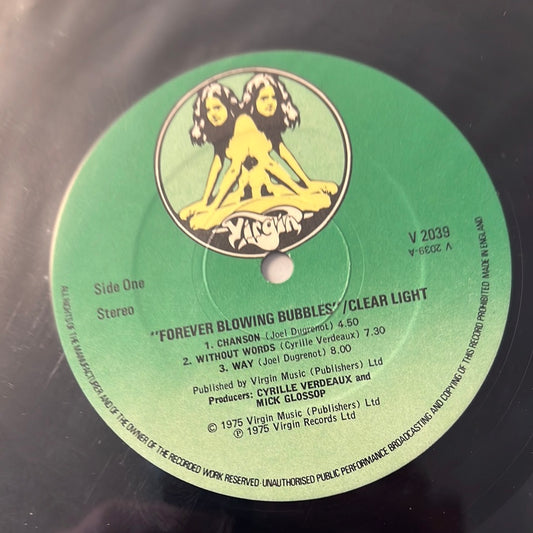 Virgin
Side One
Stereo
V 2039
V 2039-A
"FOREVER BLOWING BUBBLES"/CLEAR LIGHT
1. CHANSON (Joel Dugrenot) 4.50
2. WITHOUT WORDS (Cyrille Verdeaux) 7.30
3. WAY (Joel Dugrenot) 8.00
Published by Virgin Music (Publishers) Ltd
Producers: CYRILLE VERDEAUX and
MICK GLOSSOP
© 1975 Virgin Music (Publishers) Ltd
℗ 1975 Virgin Records Ltd
ALL RIGHTS OF THE MANUFACTURER AND OF THE OWNER OF THE RECORDED WORK RESERVED·UNAUTHORISED PUBLIC PERFORMANCE BROADCASTING AND COPYING OF THIS RECORD PROHIBITED MADE IN ENGLAND